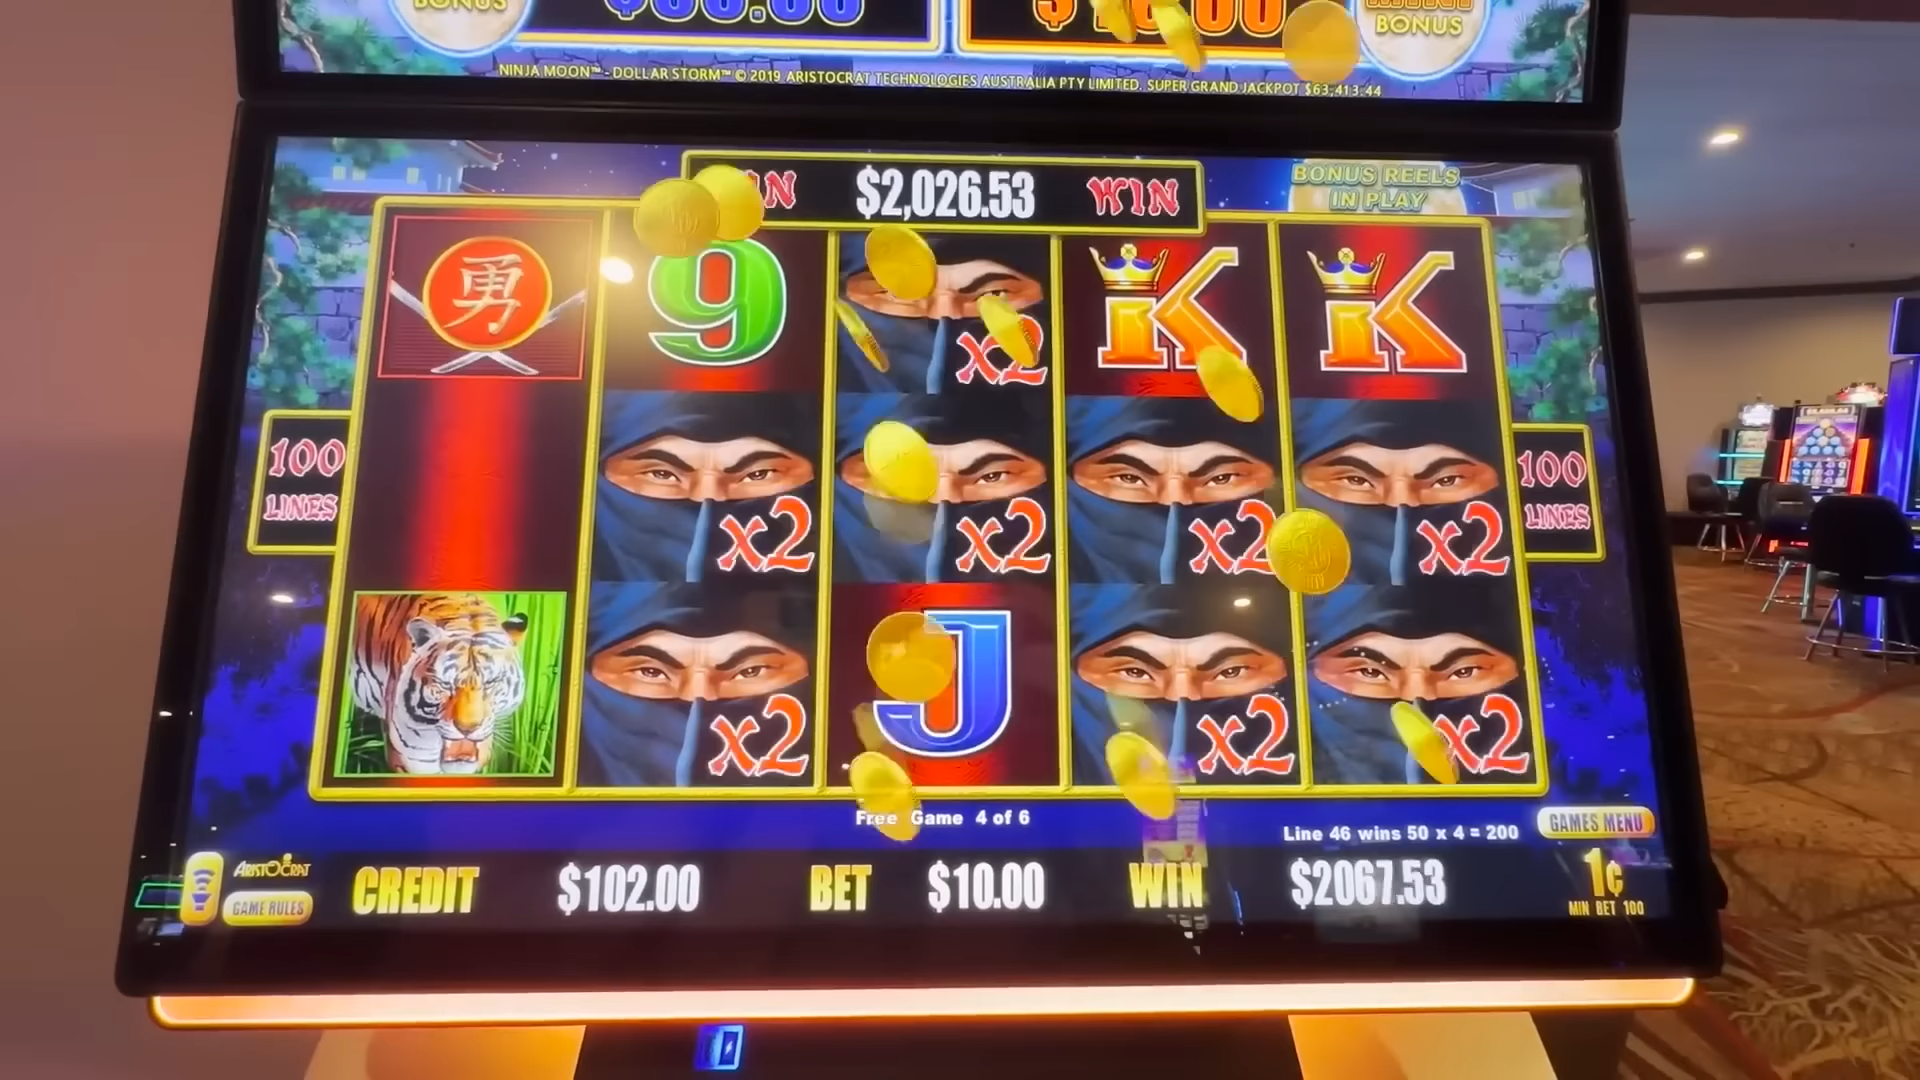 BONUS
BONUS
NINJA MOON™ - DOLLAR STORM™ © 2019 ARISTOCRAT TECHNOLOGIES AUSTRALIA PTY LIMITED. SUPER GRAND JACKPOT $63,413.44
$2,026.53 WIN
BONUS REELS
IN PLAY
勇
9
x2
K
K
100
LINES
x2
x2
x2
x2
100
LINES
x2
J
x2
x2
Free Game 4 of 6
Line 46 wins 50 x 4 = 200
GAMES MENU
ARISTOCRAT
GAME RULES
CREDIT $102.00 BET $10.00 WIN $2067.53
1¢
MIN BET 100